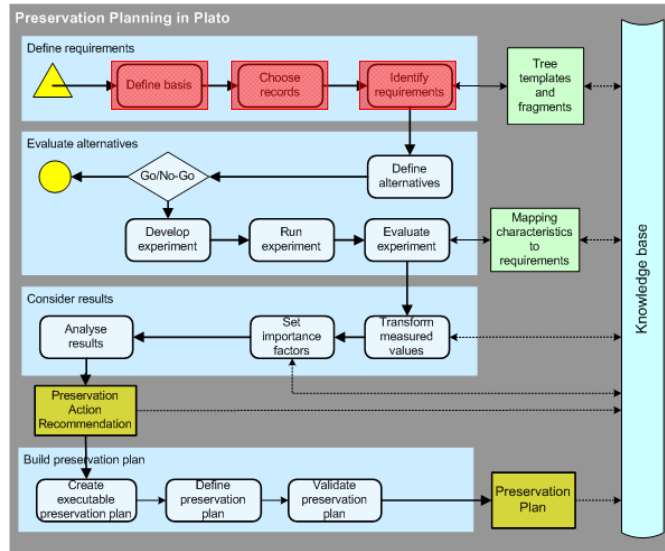 Preservation Planning in Plato
Define requirements
Define basis
Choose
records
Identify
requirements
Tree
templates
and
fragments
Evaluate alternatives
Go/No-Go
Define
alternatives
Develop
experiment
Run
experiment
Evaluate
experiment
Mapping
characteristics
to
requirements
Knowledge base
Consider results
Analyse
results
Set
importance
factors
Transform
measured
values
Preservation
Action
Recommendation
Build preservation plan
Create
executable
preservation plan
Define
preservation
plan
Validate
preservation
plan
Preservation
Plan